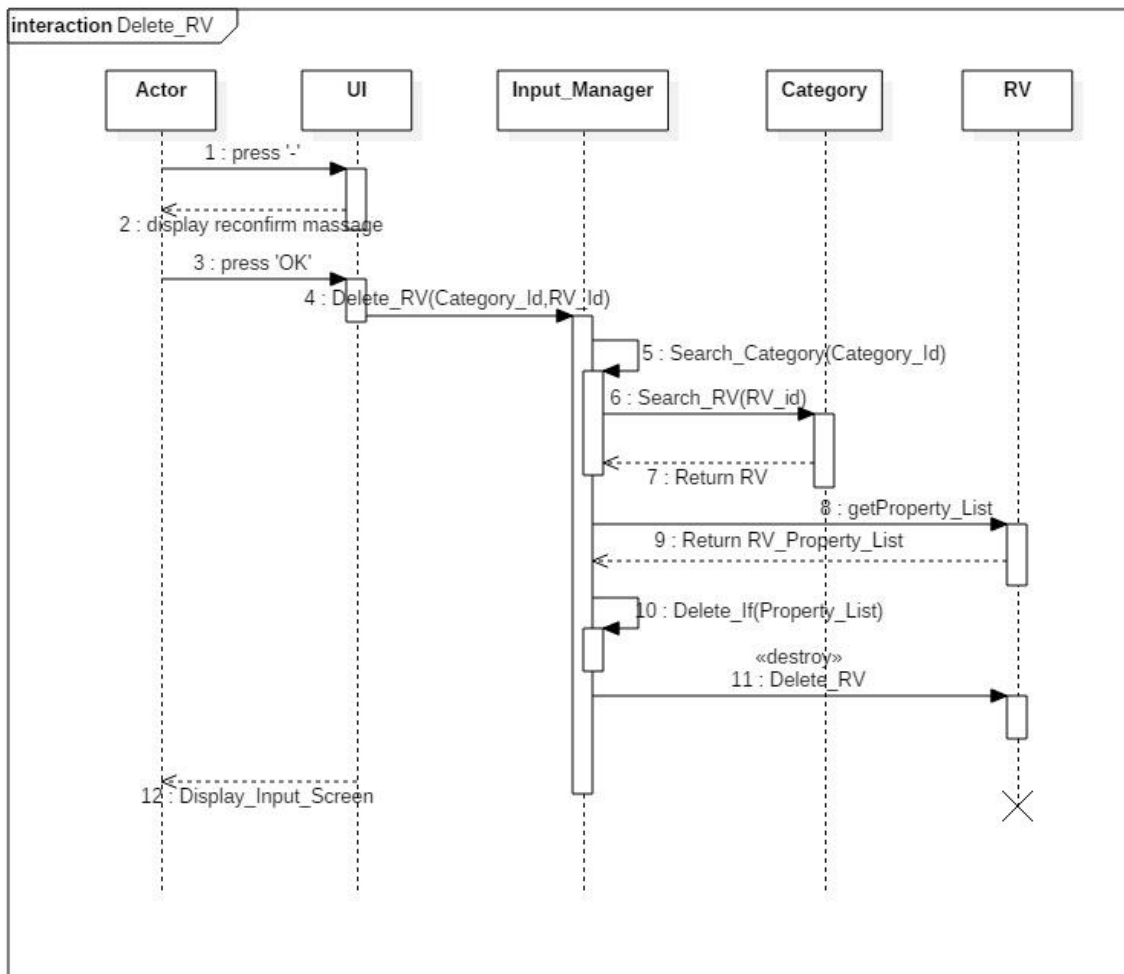 interaction Delete_RV
Actor
UI
Input_Manager
Category
RV
1 : press '-'
2 : display reconfirm massage
3 : press 'OK'
4 : Delete_RV(Category_Id,RV_Id)
5 : Search_Category(Category_Id)
6 : Search_RV(RV_id)
7 : Return RV
8 : getProperty_List
9 : Return RV_Property_List
10 : Delete_If(Property_List)
«destroy»
11 : Delete_RV
12 : Display_Input_Screen